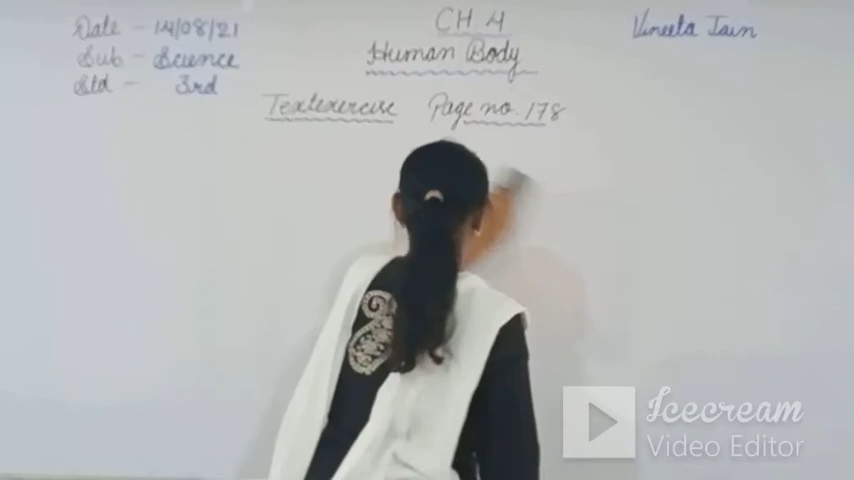 Date - 14/08/21
Sub - Science
Std - 3rd
CH 4
Human Body
Vineeta Jain
Textexercise Page no. 178
Icecream
Video Editor